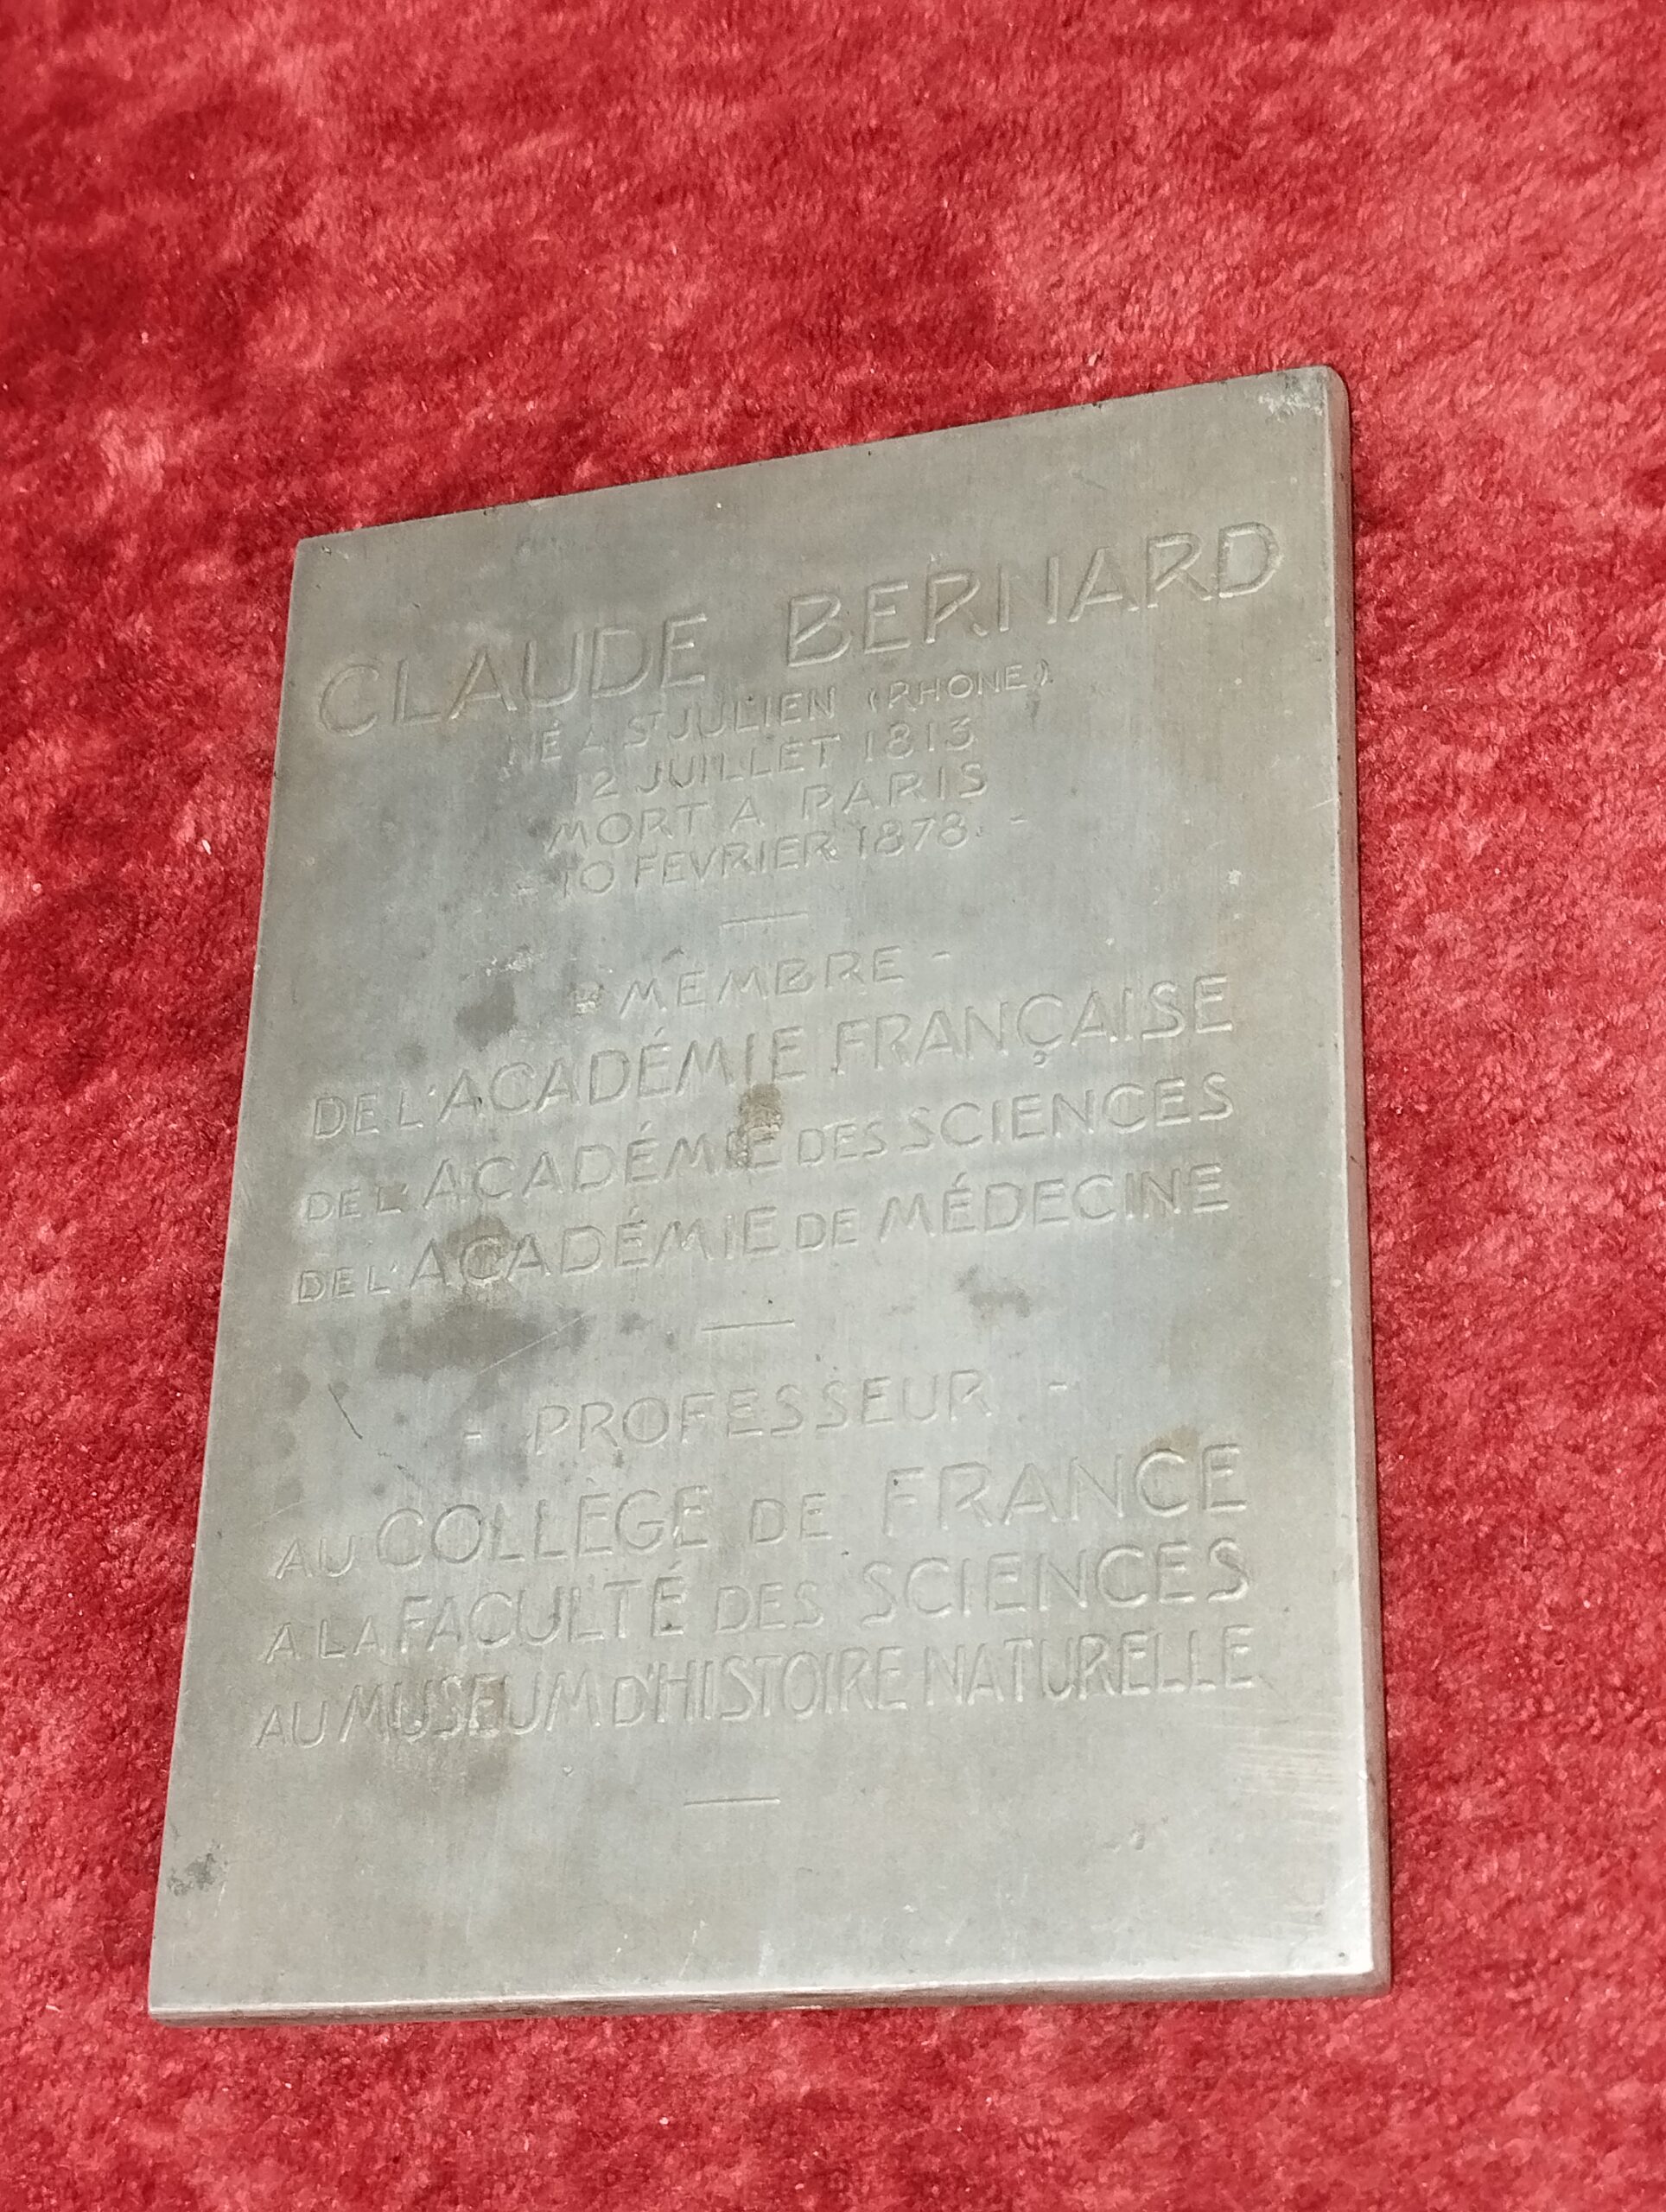 CLAUDE BERNARD
NÉ A ST JULIEN (RHONE)
12 JUILLET 1813
MORT A PARIS
- 10 FEVRIER 1878. -
- MEMBRE -
DE L'ACADÉMIE FRANÇAISE
DE L'ACADÉMIE DES SCIENCES
DE L'ACADÉMIE DE MÉDECINE
- PROFESSEUR -
AU COLLÈGE DE FRANCE
A LA FACULTÉ DES SCIENCES
AU MUSEUM D'HISTOIRE NATURELLE